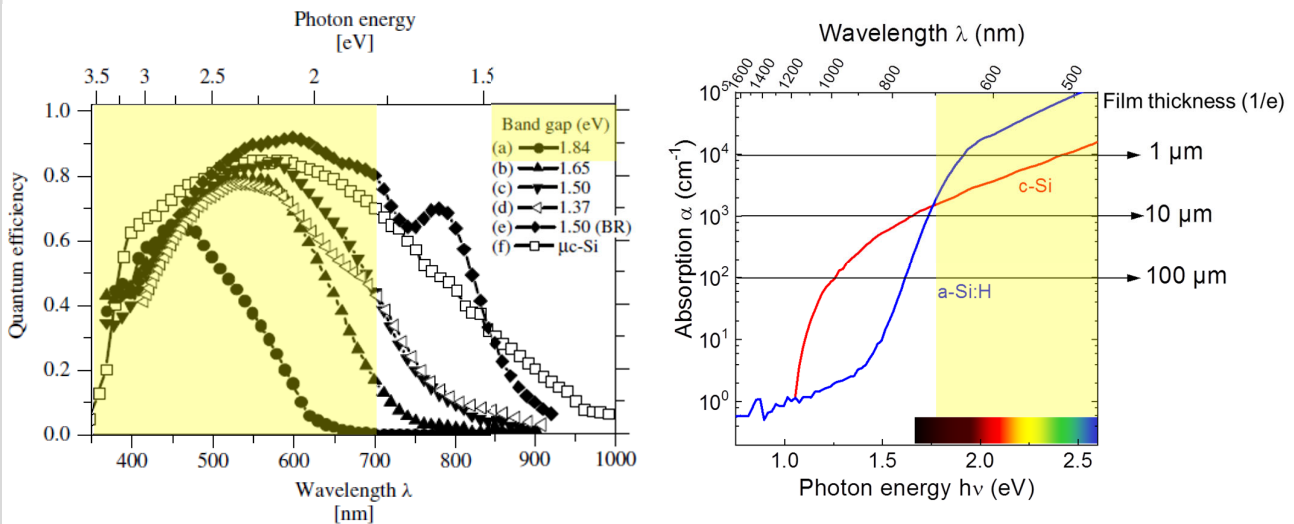 Photon energy
[eV]
3.5 3 2.5 2 1.5
1.0
0.8
0.6
0.4
0.2
0.0
Quantum efficiency
Band gap (eV)
(a) 1.84
(b) 1.65
(c) 1.50
(d) 1.37
(e) 1.50 (BR)
(f) µc-Si
400 500 600 700 800 900 1000
Wavelength λ
[nm]
Wavelength λ (nm)
1600 1400 1200 1000 800 600 500
Film thickness (1/e)
10⁵
10⁴
10³
10²
10¹
10⁰
Absorption α (cm⁻¹)
1 µm
c-Si
10 µm
100 µm
a-Si:H
1.0 1.5 2.0 2.5
Photon energy hν (eV)